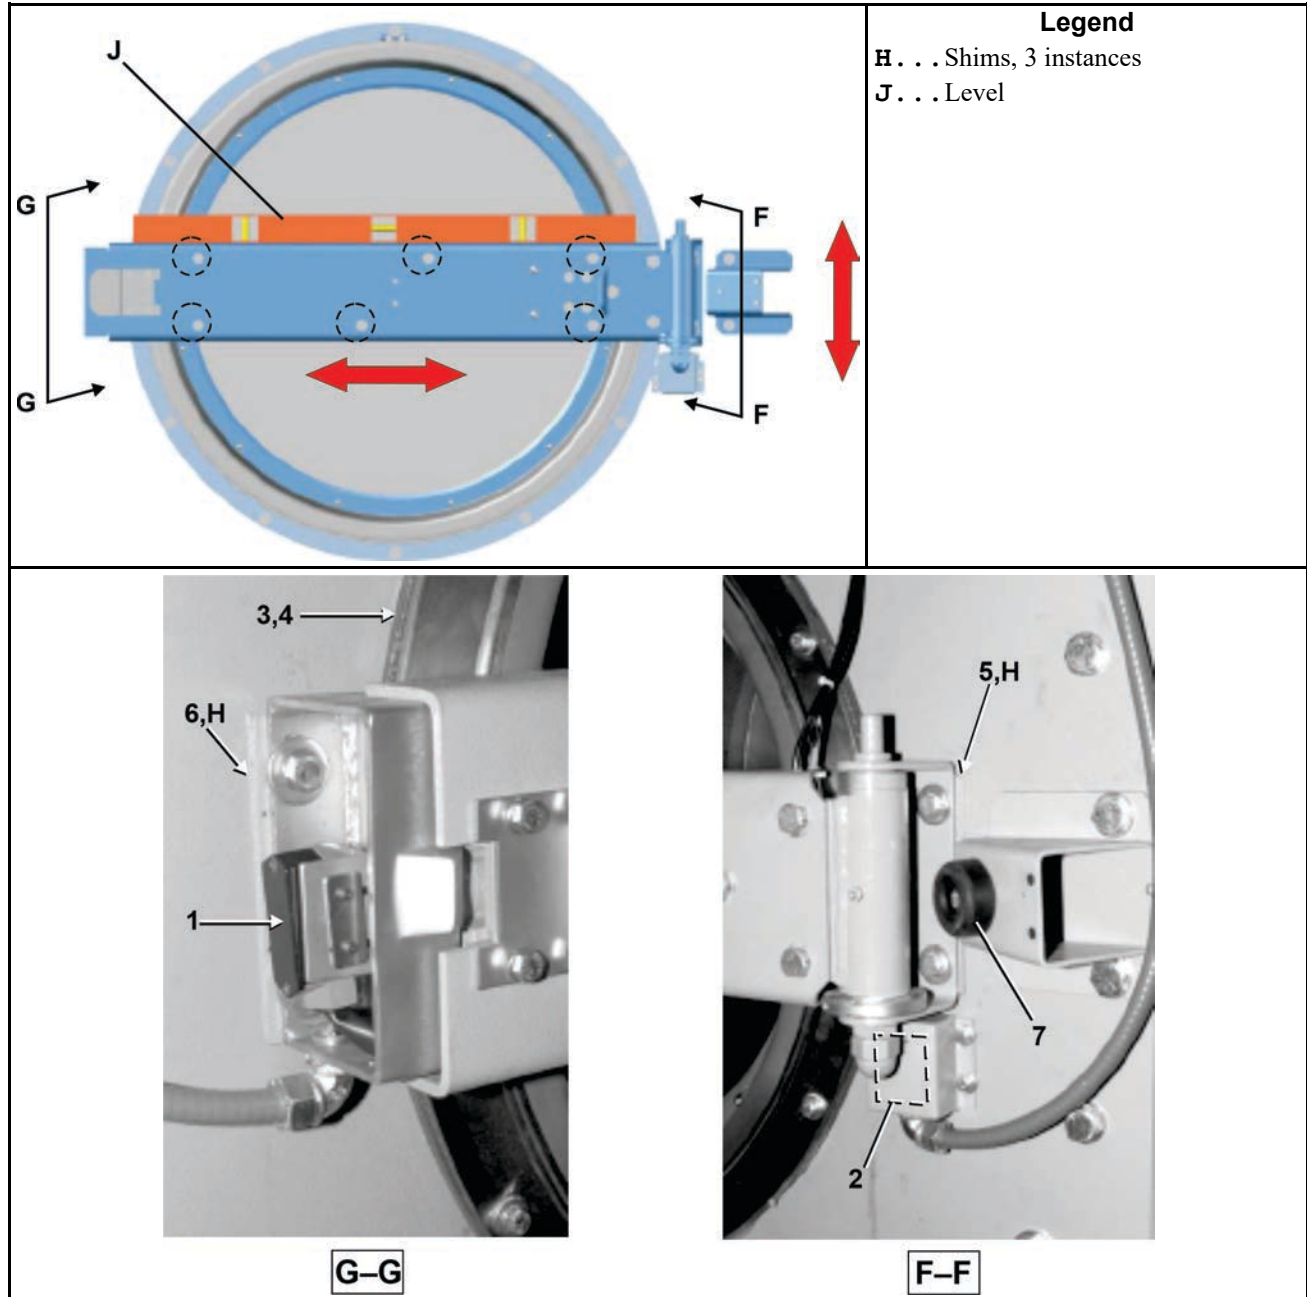 Legend
H...Shims, 3 instances
J...Level
J
G
F
G
F
3,4
5,H
6,H
1
7
2
G–G
F–F